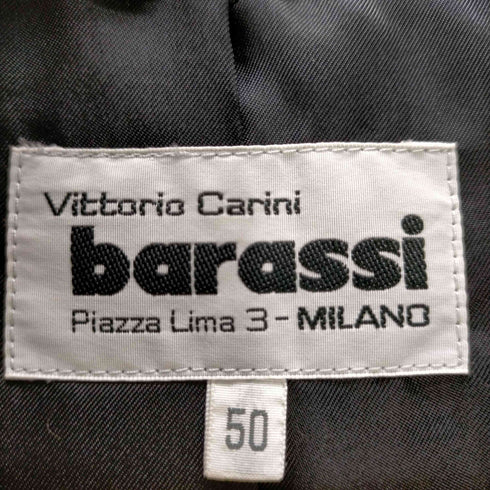 Vittorio Carini
barassi
Piazza Lima 3 - MILANO
50